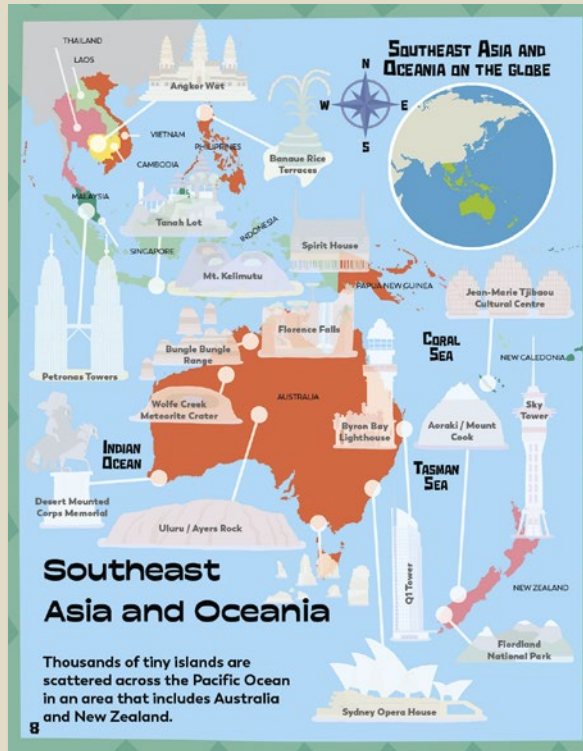 THAILAND
LAOS
Angkor Wat
VIETNAM
CAMBODIA
PHILIPPINES
Banaue Rice
Terraces
SOUTHEAST ASIA AND
OCEANIA ON THE GLOBE
N
W
E
S
MALAYSIA
Tanah Lot
INDONESIA
SINGAPORE
Spirit House
Mt. Kelimutu
PAPUA NEW GUINEA
Jean-Marie Tjibaou
Cultural Centre
Petronas Towers
Bungle Bungle
Range
Florence Falls
CORAL
SEA
NEW CALEDONIA
Wolfe Creek
Meteorite Crater
AUSTRALIA
Byron Bay
Lighthouse
Aoraki / Mount
Cook
Sky
Tower
INDIAN
OCEAN
TASMAN
SEA
Desert Mounted
Corps Memorial
Uluru / Ayers Rock
Q1 Tower
NEW ZEALAND
Fiordland
National Park
Sydney Opera House
Southeast
Asia and Oceania
Thousands of tiny islands are
scattered across the Pacific Ocean
in an area that includes Australia
and New Zealand.
8